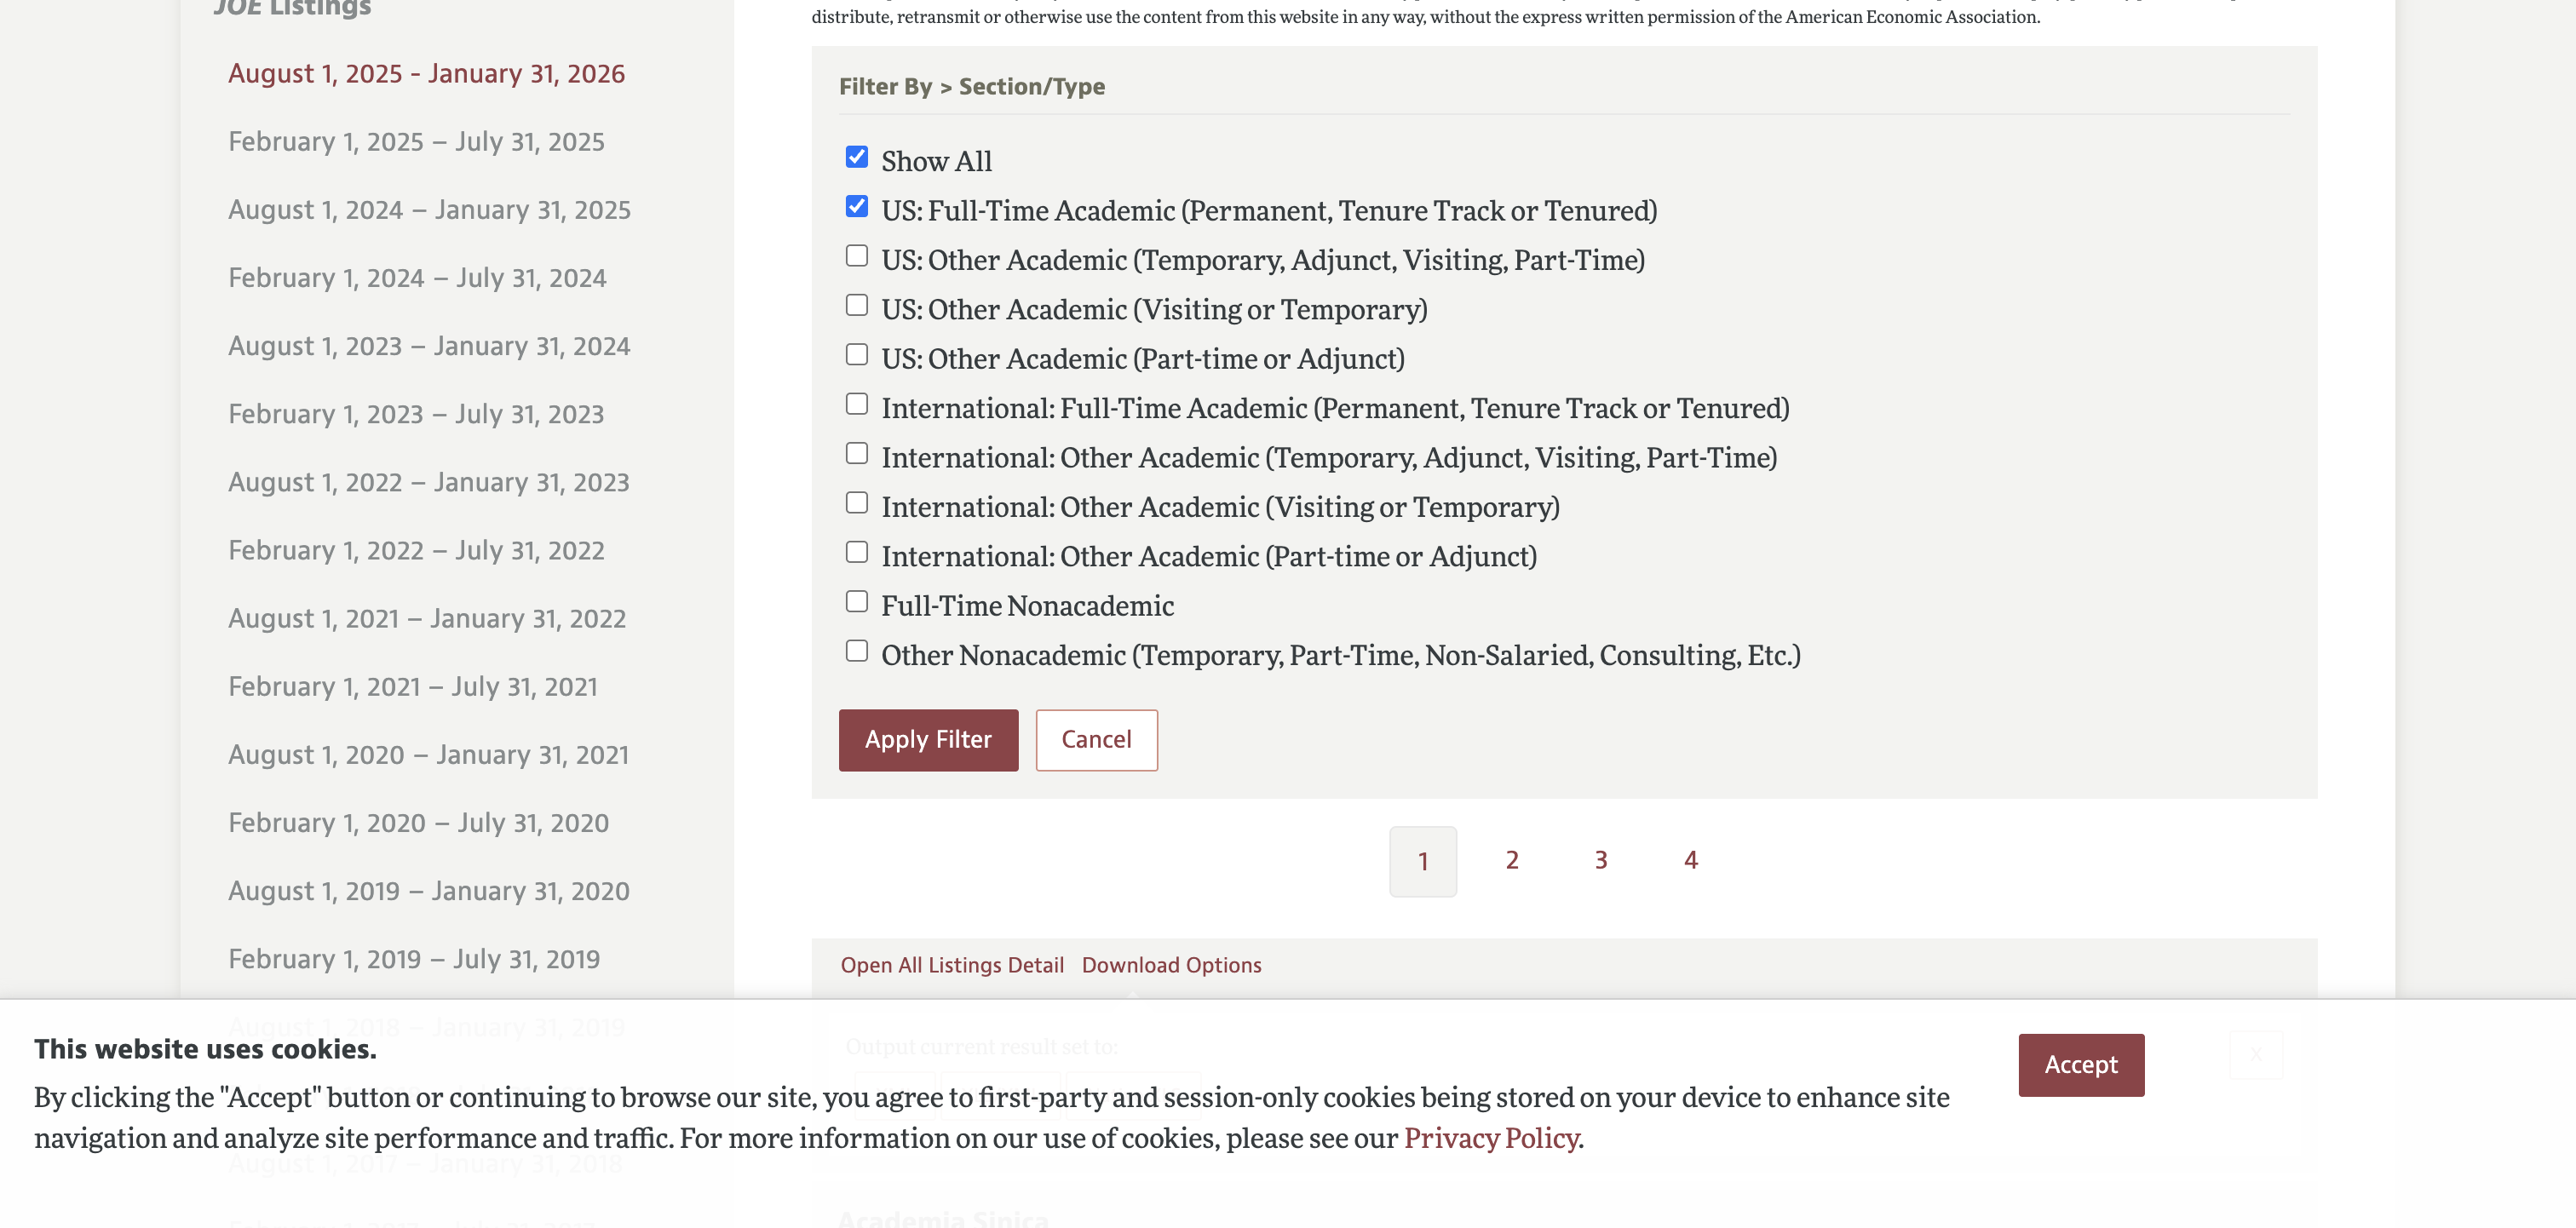 JOE Listings
August 1, 2025 - January 31, 2026
February 1, 2025 – July 31, 2025
August 1, 2024 – January 31, 2025
February 1, 2024 – July 31, 2024
August 1, 2023 – January 31, 2024
February 1, 2023 – July 31, 2023
August 1, 2022 – January 31, 2023
February 1, 2022 – July 31, 2022
August 1, 2021 – January 31, 2022
February 1, 2021 – July 31, 2021
August 1, 2020 – January 31, 2021
February 1, 2020 – July 31, 2020
August 1, 2019 – January 31, 2020
February 1, 2019 – July 31, 2019
August 1, 2018 – January 31, 2019
August 1, 2017 – January 31, 2018
distribute, retransmit or otherwise use the content from this website in any way, without the express written permission of the American Economic Association.
Filter By > Section/Type
Show All
US: Full-Time Academic (Permanent, Tenure Track or Tenured)
US: Other Academic (Temporary, Adjunct, Visiting, Part-Time)
US: Other Academic (Visiting or Temporary)
US: Other Academic (Part-time or Adjunct)
International: Full-Time Academic (Permanent, Tenure Track or Tenured)
International: Other Academic (Temporary, Adjunct, Visiting, Part-Time)
International: Other Academic (Visiting or Temporary)
International: Other Academic (Part-time or Adjunct)
Full-Time Nonacademic
Other Nonacademic (Temporary, Part-Time, Non-Salaried, Consulting, Etc.)
Apply Filter Cancel
1 2 3 4
Open All Listings Detail Download Options
Output current result set to:
X
This website uses cookies.
By clicking the "Accept" button or continuing to browse our site, you agree to first-party and session-only cookies being stored on your device to enhance site
navigation and analyze site performance and traffic. For more information on our use of cookies, please see our Privacy Policy.
Accept
Academia Sinica